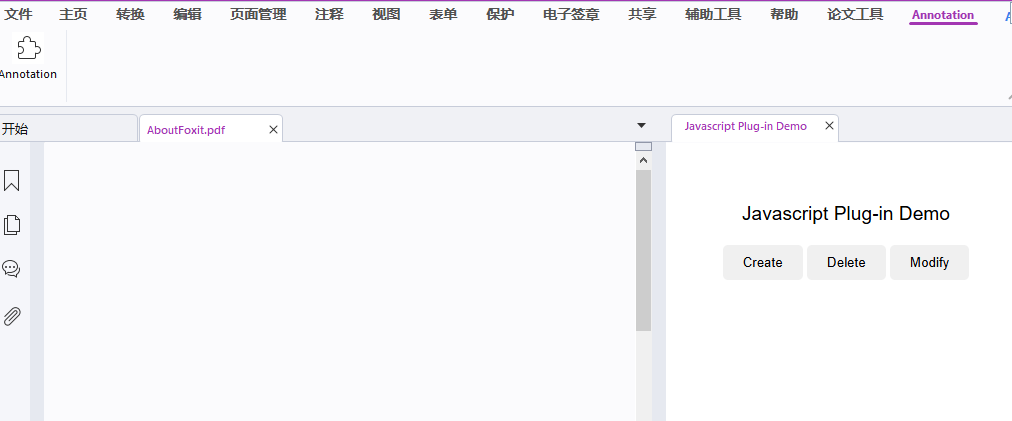 文件 主页 转换 编辑 页面管理 注释 视图 表单 保护 电子签章 共享 辅助工具 帮助 论文工具 Annotation
Annotation
开始 AboutFoxit.pdf Javascript Plug-in Demo
Javascript Plug-in Demo
Create Delete Modify